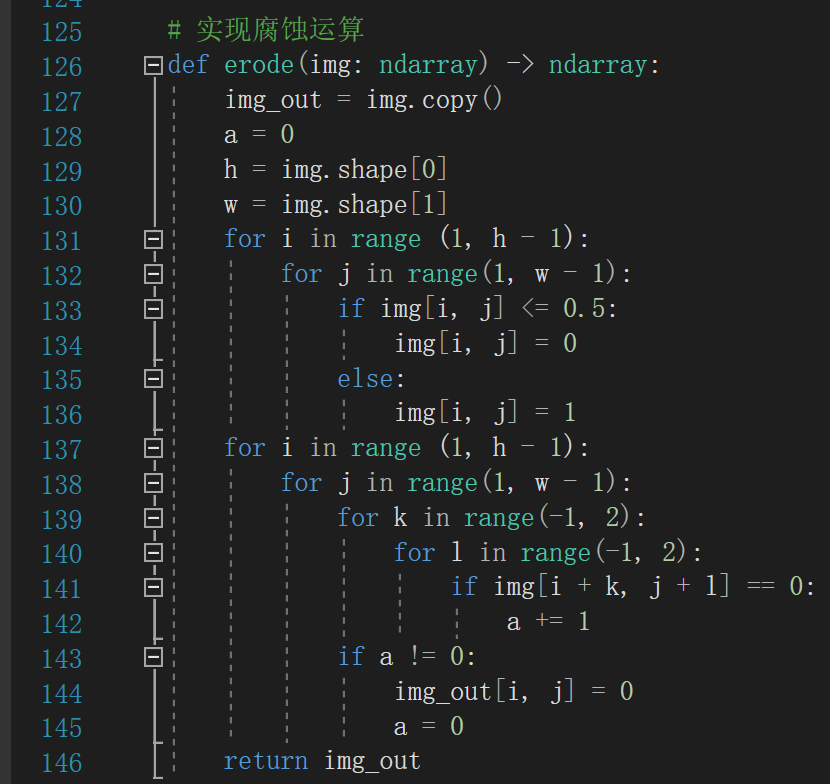 124
125 # 实现腐蚀运算
126 def erode(img: ndarray) -> ndarray:
127     img_out = img.copy()
128     a = 0
129     h = img.shape[0]
130     w = img.shape[1]
131     for i in range (1, h - 1):
132         for j in range(1, w - 1):
133             if img[i, j] <= 0.5:
134                 img[i, j] = 0
135             else:
136                 img[i, j] = 1
137     for i in range (1, h - 1):
138         for j in range(1, w - 1):
139             for k in range(-1, 2):
140                 for l in range(-1, 2):
141                     if img[i + k, j + l] == 0:
142                         a += 1
143             if a != 0:
144                 img_out[i, j] = 0
145                 a = 0
146     return img_out